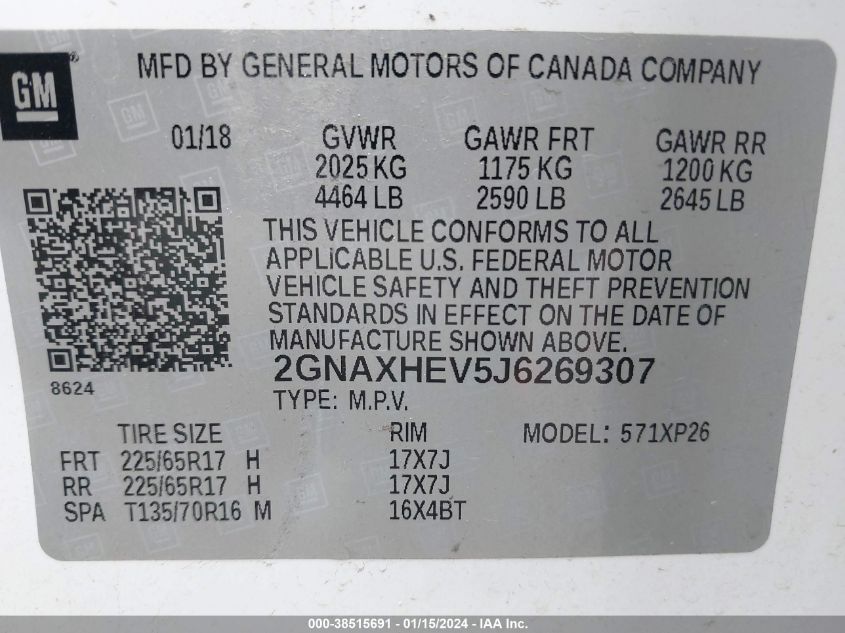 GM
®
MFD BY GENERAL MOTORS OF CANADA COMPANY
01/18 GVWR GAWR FRT GAWR RR
2025 KG 1175 KG 1200 KG
4464 LB 2590 LB 2645 LB
THIS VEHICLE CONFORMS TO ALL
APPLICABLE U.S. FEDERAL MOTOR
VEHICLE SAFETY AND THEFT PREVENTION
STANDARDS IN EFFECT ON THE DATE OF
MANUFACTURE SHOWN ABOVE.
8624
2GNAXHEV5J6269307
TYPE: M.P.V.
TIRE SIZE RIM MODEL: 571XP26
FRT 225/65R17 H 17X7J
RR 225/65R17 H 17X7J
SPA T135/70R16 M 16X4BT
000-38515691 - 01/15/2024 - IAA Inc.